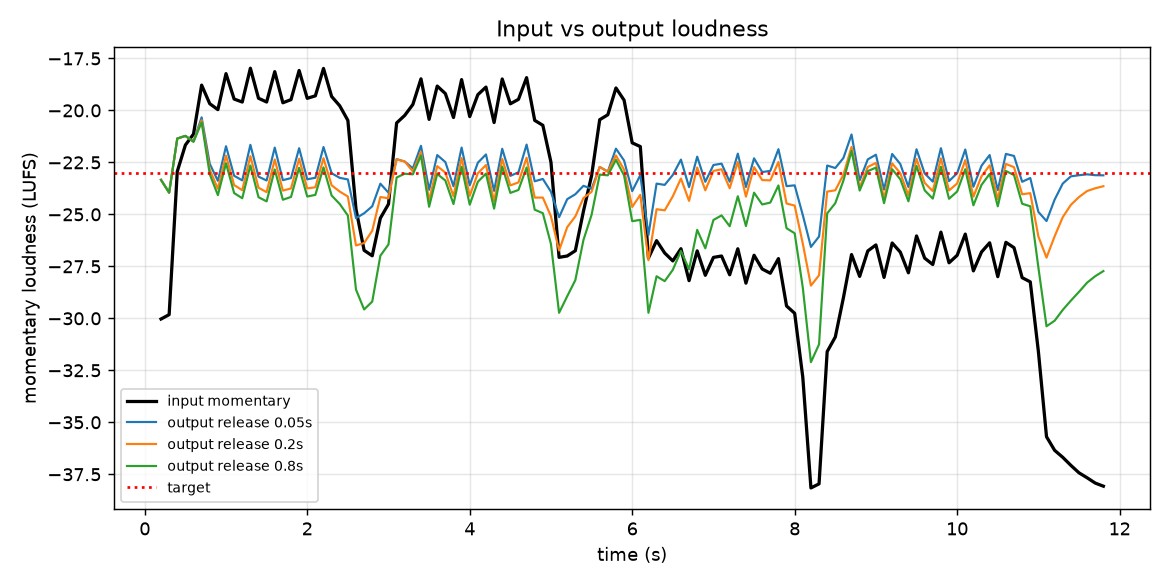 Input vs output loudness
momentary loudness (LUFS)
−17.5
−20.0
−22.5
−25.0
−27.5
−30.0
−32.5
−35.0
−37.5
input momentary
output release 0.05s
output release 0.2s
output release 0.8s
target
0
2
4
6
8
10
12
time (s)